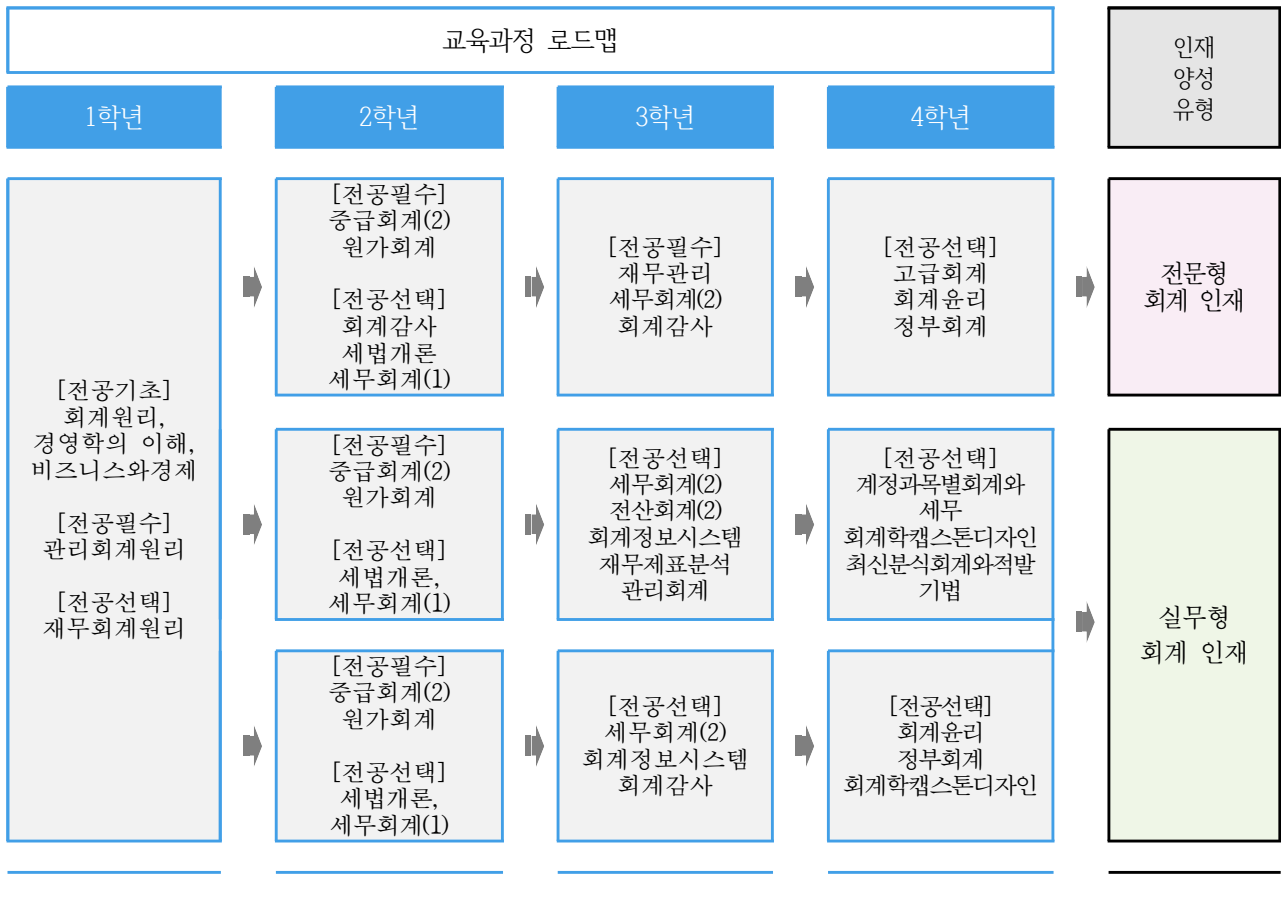 교육과정 로드맵
인재
양성
유형
1학년
2학년
3학년
4학년
[전공기초]
회계원리,
경영학의 이해,
비즈니스와경제
[전공필수]
관리회계원리
[전공선택]
재무회계원리
[전공필수]
중급회계(2)
원가회계
[전공선택]
회계감사
세법개론
세무회계(1)
[전공필수]
재무관리
세무회계(2)
회계감사
[전공선택]
고급회계
회계윤리
정부회계
전문형
회계 인재
[전공필수]
중급회계(2)
원가회계
[전공선택]
세법개론,
세무회계(1)
[전공선택]
세무회계(2)
전산회계(2)
회계정보시스템
재무제표분석
관리회계
[전공선택]
계정과목별회계와
세무
회계학캡스톤디자인
최신분식회계와적발
기법
실무형
회계 인재
[전공필수]
중급회계(2)
원가회계
[전공선택]
세법개론,
세무회계(1)
[전공선택]
세무회계(2)
회계정보시스템
회계감사
[전공선택]
회계윤리
정부회계
회계학캡스톤디자인